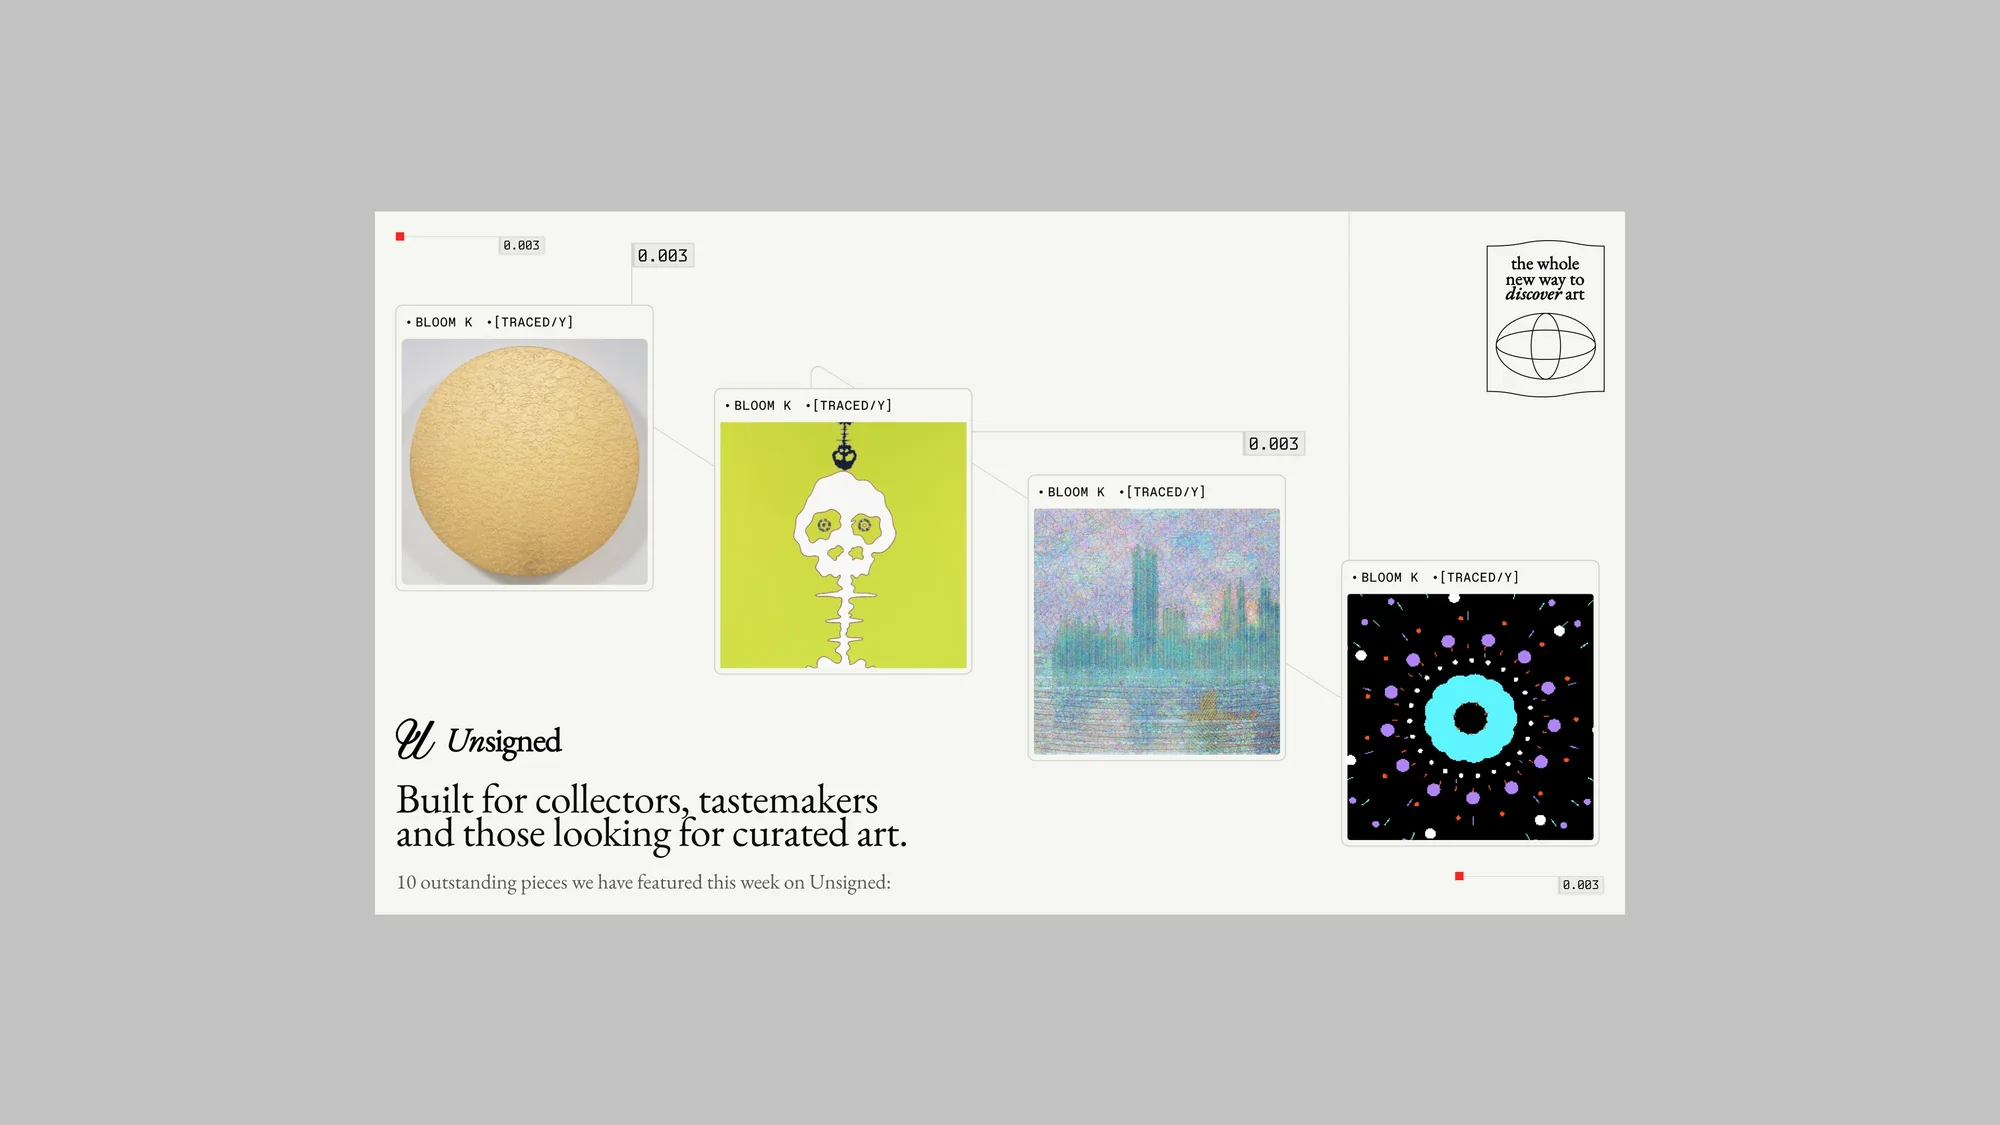 0.003
0.003
the whole
new way to
discover art
•BLOOM K •[TRACED/Y]
•BLOOM K •[TRACED/Y]
0.003
•BLOOM K •[TRACED/Y]
•BLOOM K •[TRACED/Y]
Unsigned
Built for collectors, tastemakers
and those looking for curated art.
10 outstanding pieces we have featured this week on Unsigned:
0.003